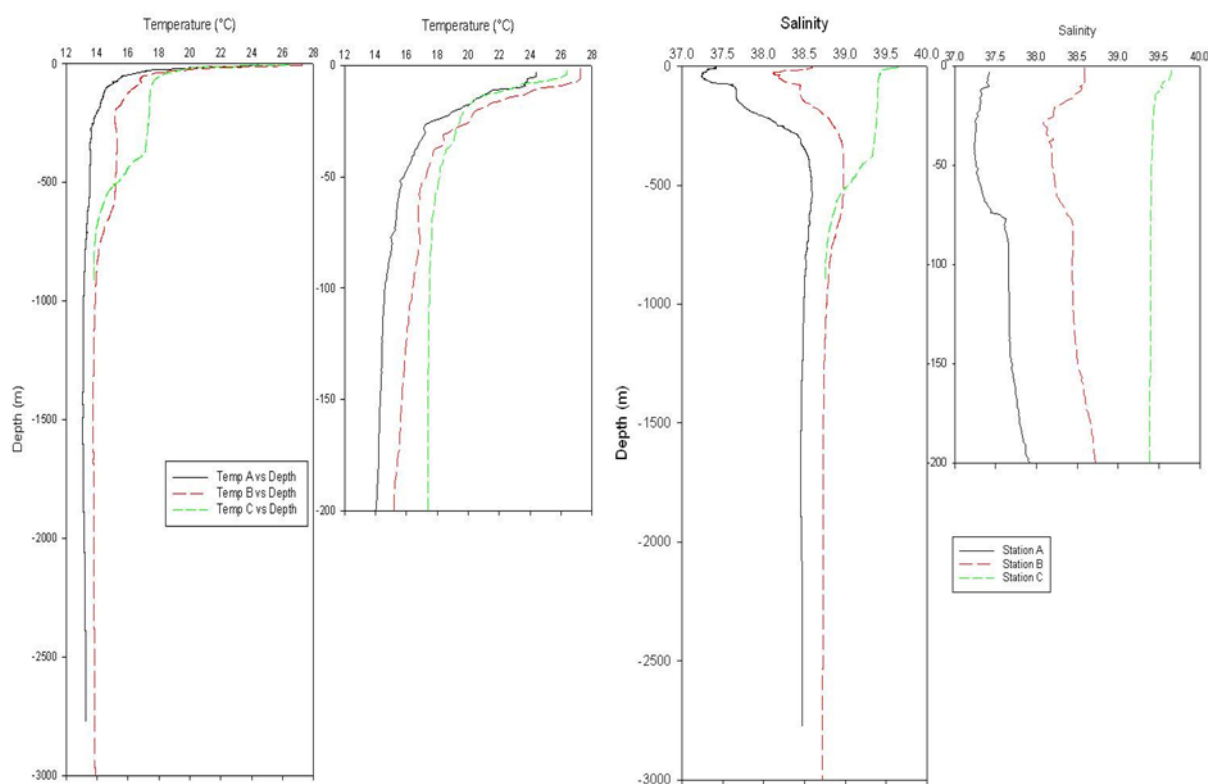 Temperature (°C)
12 14 16 18 20 22 24 26 28
0
-500
-1000
-1500
-2000
-2500
-3000
Depth (m)
Temp A vs Depth
Temp B vs Depth
Temp C vs Depth
Temperature (°C)
12 14 16 18 20 22 24 26 28
0
-50
-100
-150
-200
Salinity
37.0 37.5 38.0 38.5 39.0 39.5 40.0
0
-500
-1000
-1500
-2000
-2500
-3000
Depth (m)
Salinity
37.0 37.5 38.0 38.5 39.0 39.5 40.0
0
-50
-100
-150
-200
Station A
Station B
Station C